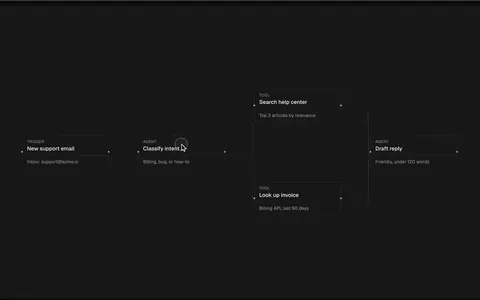 TRIGGER
New support email
Inbox: support@acme.io
AGENT
Classify intent
Billing, bug, or how-to
TOOL
Search help center
Top 3 articles by relevance
TOOL
Look up invoice
Billing API, last 90 days
AGENT
Draft reply
Friendly, under 120 words